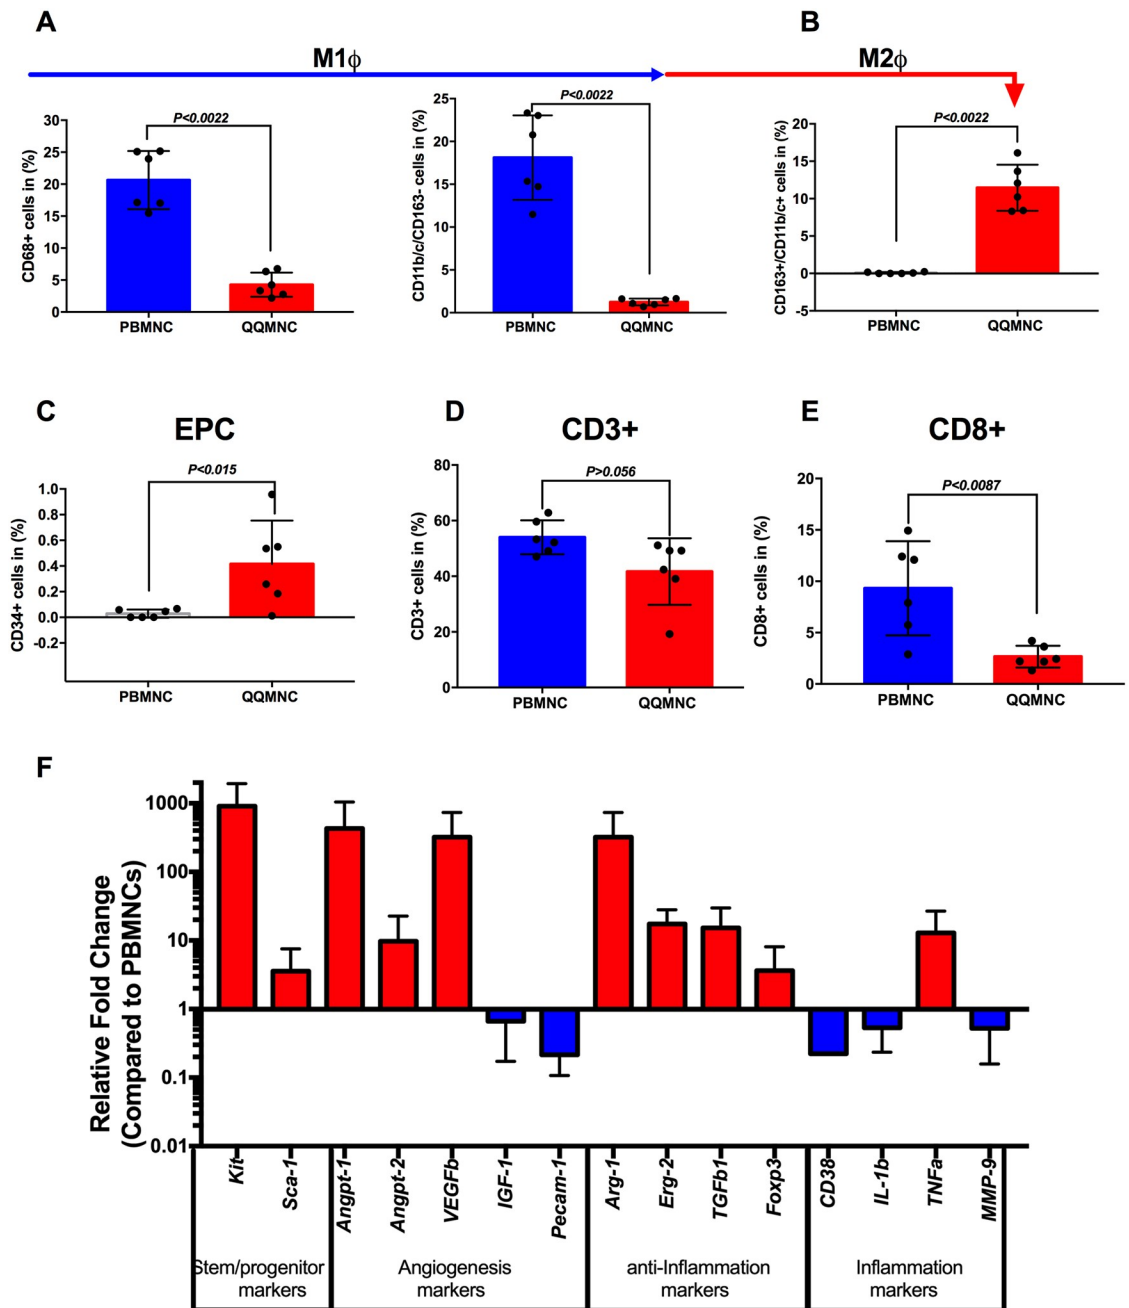 A
B
M1ϕ
M2ϕ
P<0.0022
CD68+ cells in (%)
30
25
20
15
10
5
0
PBMNC QQMNC
P<0.0022
CD11b/c/CD163- cells in (%)
25
20
15
10
5
0
PBMNC QQMNC
P<0.0022
CD163+/CD11b/c+ cells in (%)
20
15
10
5
0
-5
PBMNC QQMNC
C
EPC
P<0.015
CD34+ cells in (%)
1.0
0.8
0.6
0.4
0.2
0.0
-0.2
PBMNC QQMNC
D
CD3+
P>0.056
CD3+ cells in (%)
80
60
40
20
0
PBMNC QQMNC
E
CD8+
P<0.0087
CD8+ cells in (%)
20
15
10
5
0
PBMNC QQMNC
F
Relative Fold Change
(Compared to PBMNCs)
1000
100
10
1
0.1
0.01
Kit
Sca-1
Angpt-1
Angpt-2
VEGFb
IGF-1
Pecam-1
Arg-1
Erg-2
TGFb1
Foxp3
CD38
IL-1b
TNFa
MMP-9
Stem/progenitor
markers
Angiogenesis
markers
anti-Inflammation
markers
Inflammation
markers